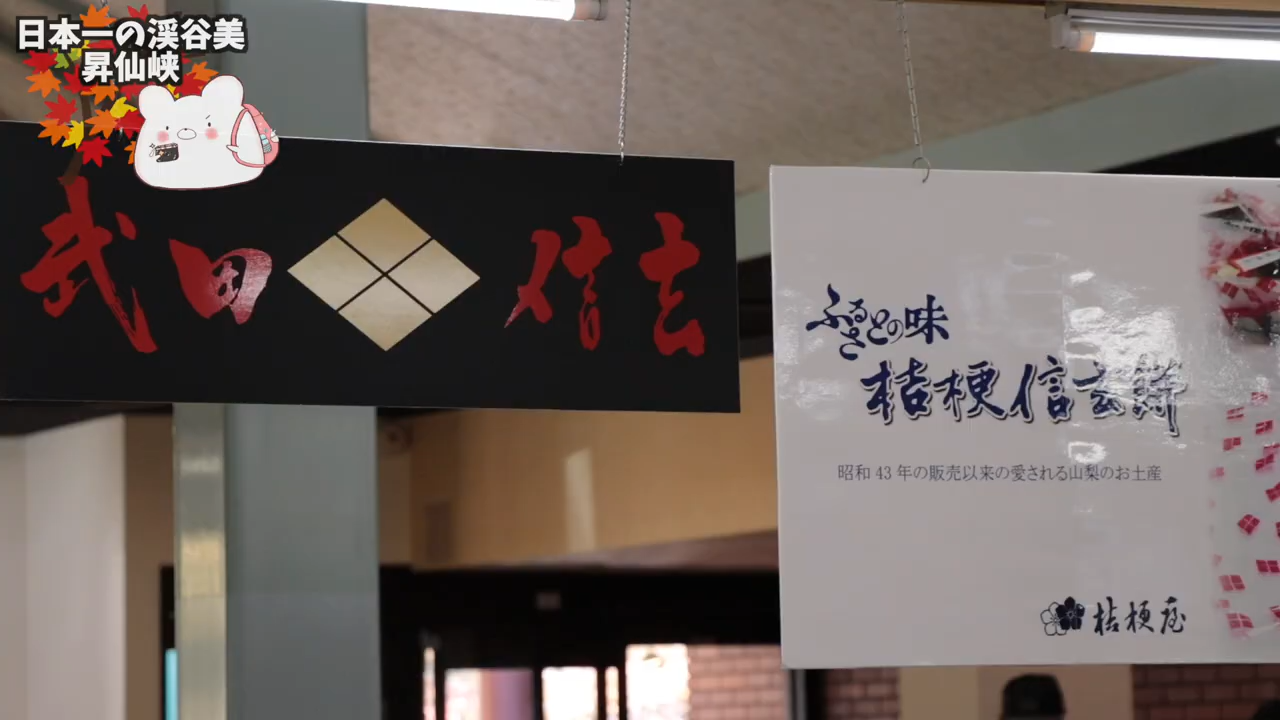 日本一の渓谷美
昇仙峡
武田 信玄
ふるさとの味
桔梗信玄餅
昭和 43 年の販売以来の愛される山梨のお土産
桔梗屋